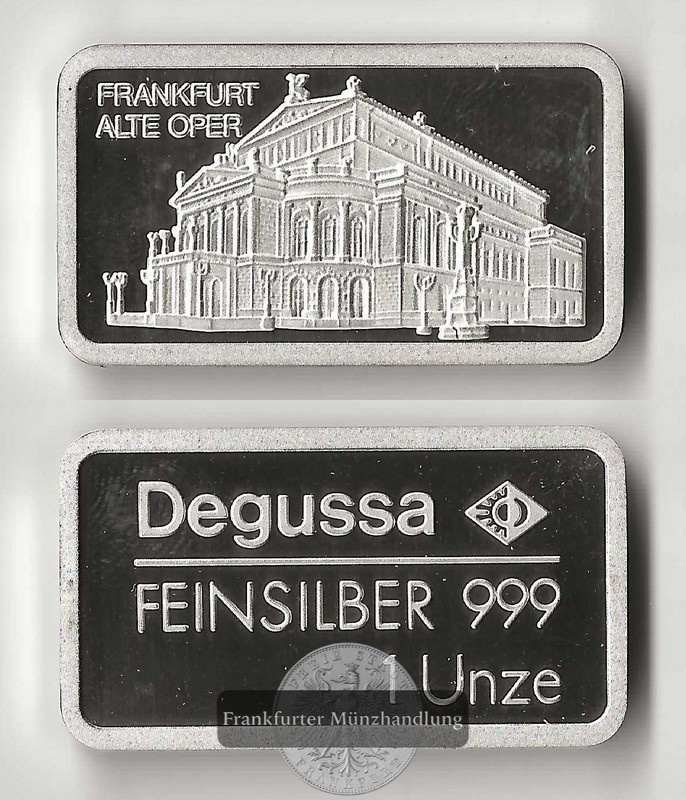 FRANKFURT
ALTE OPER
Degussa
FEINSILBER 999
1 Unze
Frankfurter Münzhandlung